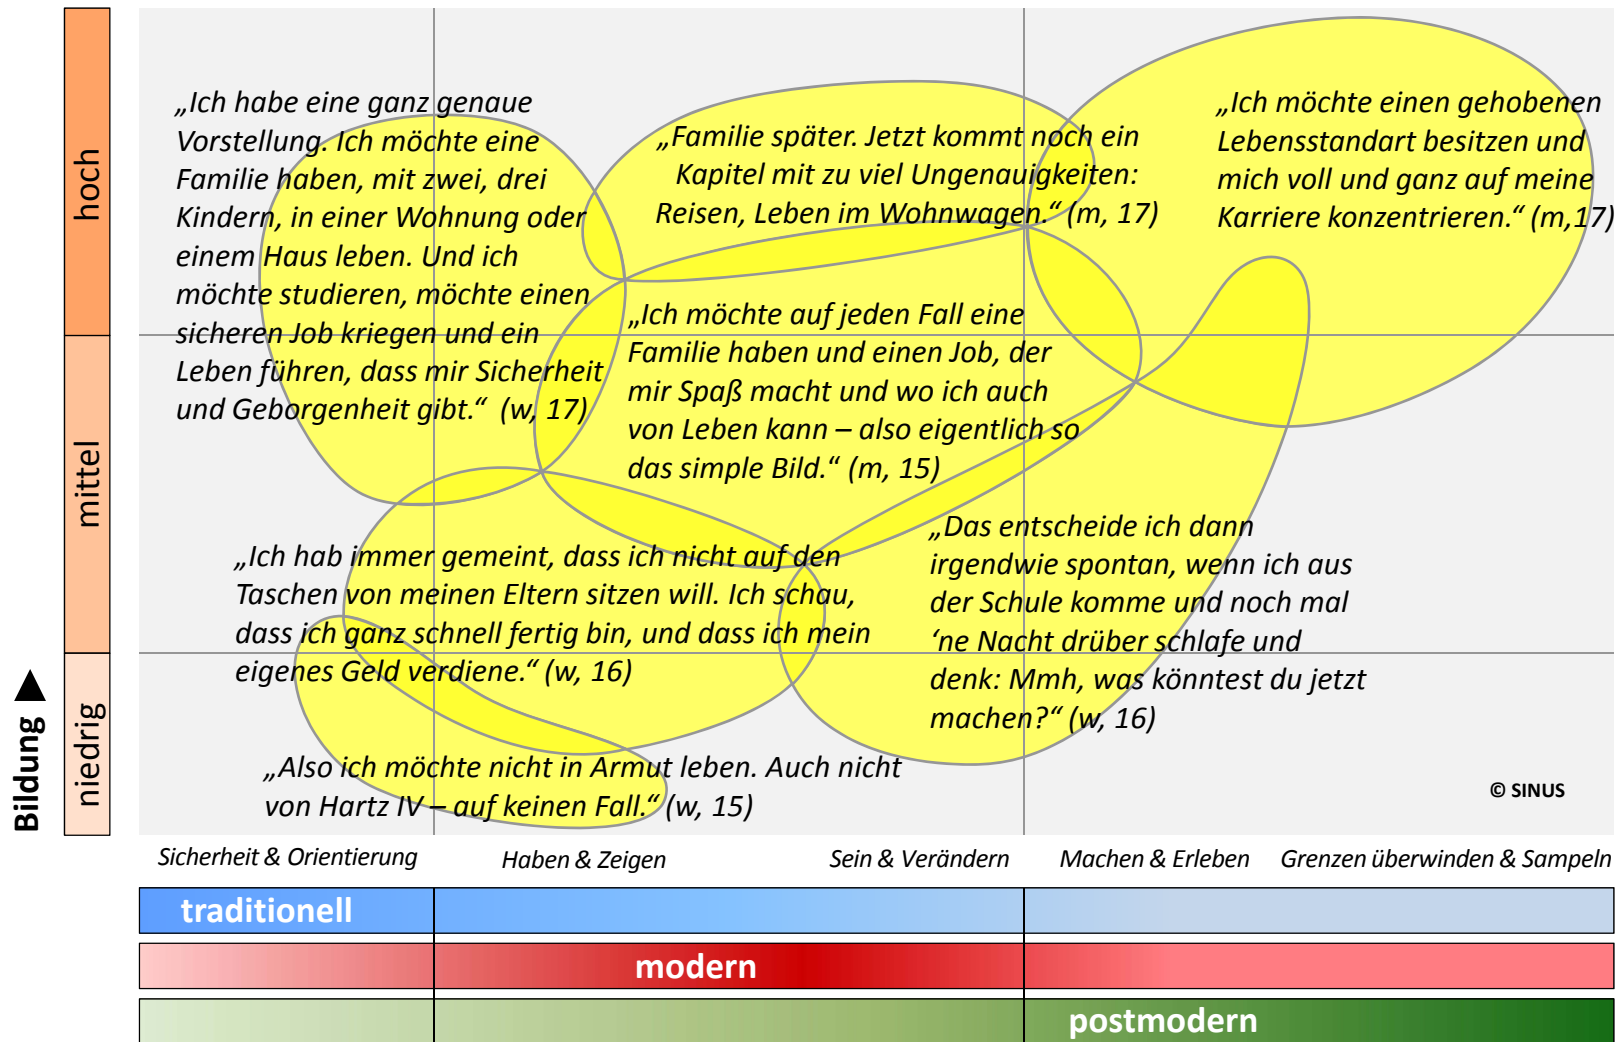 hoch
mittel
niedrig
Bildung ▶
„Ich habe eine ganz genaue
Vorstellung. Ich möchte eine
Familie haben, mit zwei, drei
Kindern, in einer Wohnung oder
einem Haus leben. Und ich
möchte studieren, möchte einen
sicheren Job kriegen und ein
Leben führen, dass mir Sicherheit
und Geborgenheit gibt.“ (w, 17)
„Familie später. Jetzt kommt noch ein
Kapitel mit zu viel Ungenauigkeiten:
Reisen, Leben im Wohnwagen.“ (m, 17)
„Ich möchte einen gehobenen
Lebensstandart besitzen und
mich voll und ganz auf meine
Karriere konzentrieren.“ (m,17)
„Ich möchte auf jeden Fall eine
Familie haben und einen Job, der
mir Spaß macht und wo ich auch
von Leben kann – also eigentlich so
das simple Bild.“ (m, 15)
„Ich hab immer gemeint, dass ich nicht auf den
Taschen von meinen Eltern sitzen will. Ich schau,
dass ich ganz schnell fertig bin, und dass ich mein
eigenes Geld verdiene.“ (w, 16)
„Das entscheide ich dann
irgendwie spontan, wenn ich aus
der Schule komme und noch mal
‘ne Nacht drüber schlafe und
denk: Mmh, was könntest du jetzt
machen?“ (w, 16)
„Also ich möchte nicht in Armut leben. Auch nicht
von Hartz IV – auf keinen Fall.“ (w, 15)
© SINUS
Sicherheit & Orientierung
Haben & Zeigen
Sein & Verändern
Machen & Erleben
Grenzen überwinden & Sampeln
traditionell
modern
postmodern